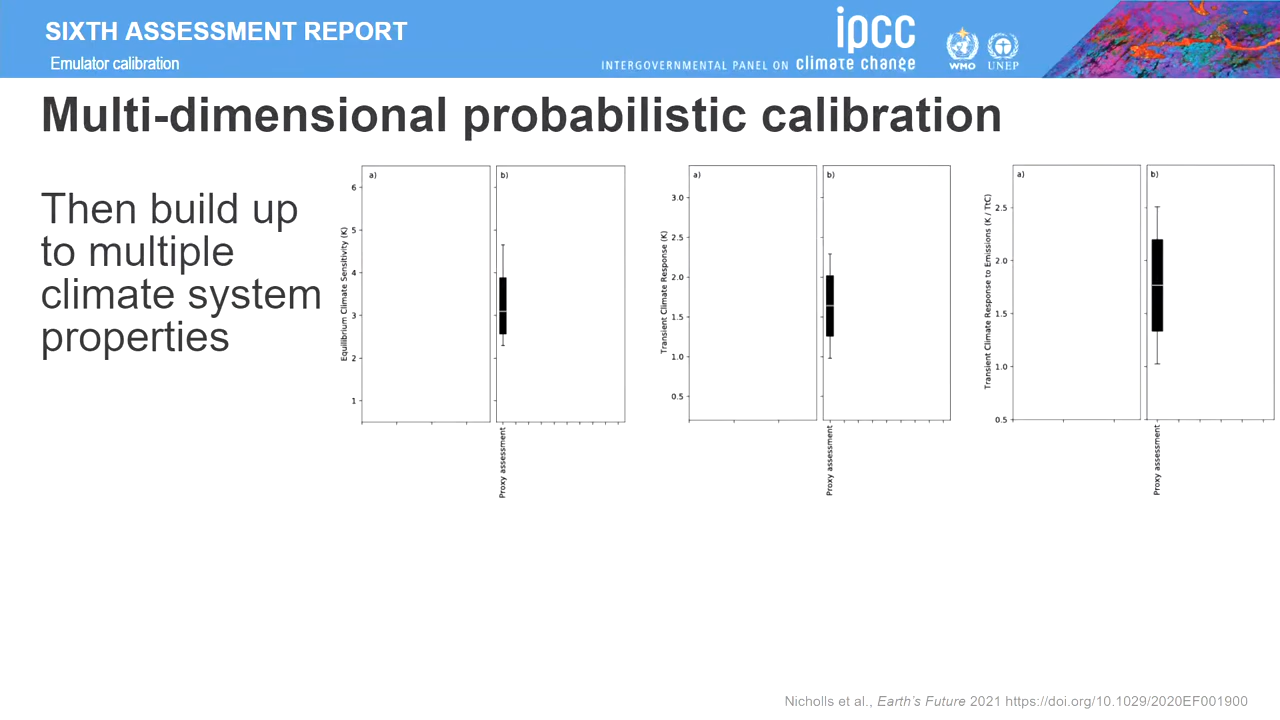 SIXTH ASSESSMENT REPORT
Emulator calibration
ipcc
INTERGOVERNMENTAL PANEL ON climate change
WMO
UNEP
Multi-dimensional probabilistic calibration
Then build up
to multiple
climate system
properties
Equilibrium Climate Sensitivity (K)
6
5
4
3
2
1
a)
b)
Proxy assessment
Transient Climate Response (K)
3.0
2.5
2.0
1.5
1.0
0.5
a)
b)
Proxy assessment
Transient Climate Response to Emissions (K / TtC)
2.5
2.0
1.5
1.0
0.5
a)
b)
Proxy assessment
Nicholls et al., Earth's Future 2021 https://doi.org/10.1029/2020EF001900